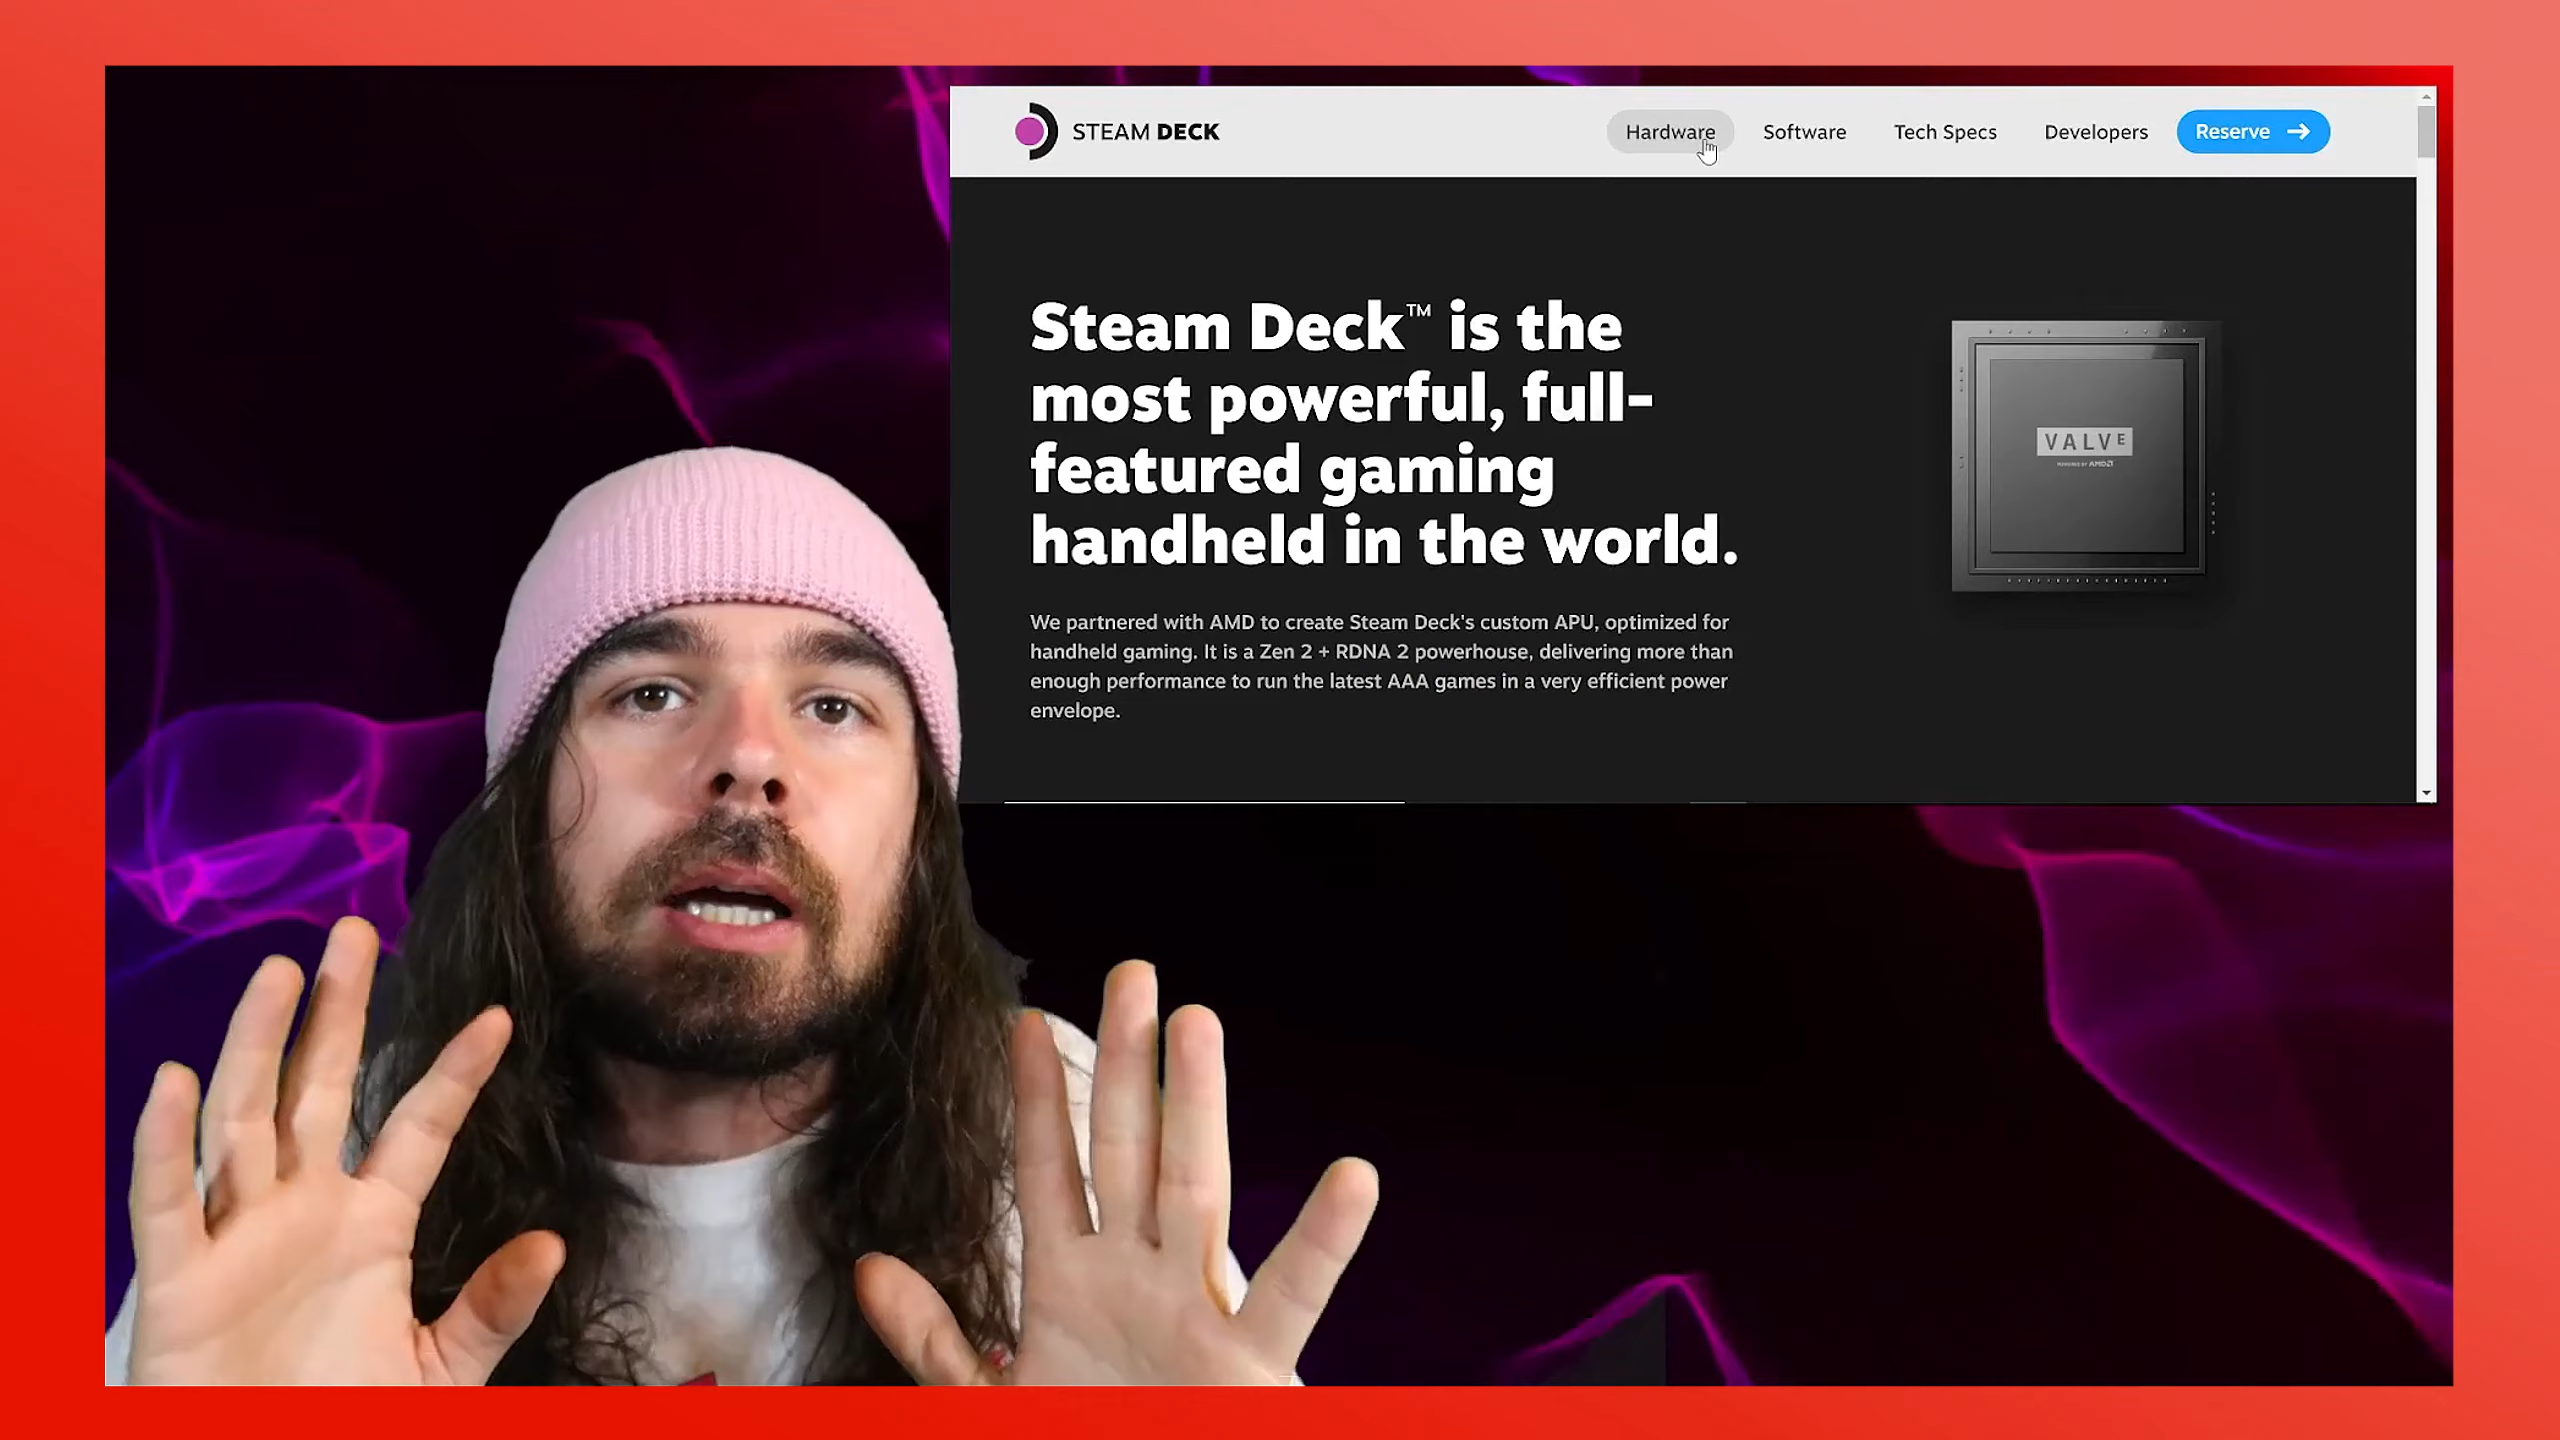 STEAM DECK
Hardware
Software
Tech Specs
Developers
Reserve →
Steam Deck™ is the
most powerful, full-
featured gaming
handheld in the world.
We partnered with AMD to create Steam Deck's custom APU, optimized for
handheld gaming. It is a Zen 2 + RDNA 2 powerhouse, delivering more than
enough performance to run the latest AAA games in a very efficient power
envelope.
VALVE
POWERED BY AMD